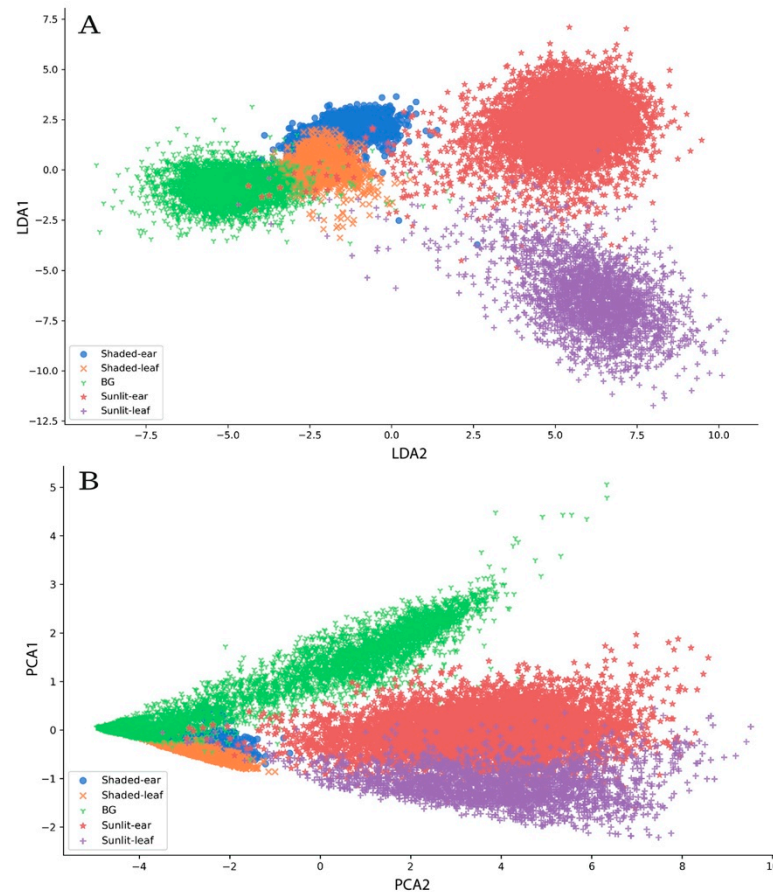 A
7.5
5.0
2.5
0.0
−2.5
−5.0
−7.5
−10.0
−12.5
LDA1
Shaded-ear
Shaded-leaf
BG
Sunlit-ear
Sunlit-leaf
−7.5 −5.0 −2.5 0.0 2.5 5.0 7.5 10.0
LDA2
B
5
4
3
2
1
0
−1
−2
PCA1
Shaded-ear
Shaded-leaf
BG
Sunlit-ear
Sunlit-leaf
−4 −2 0 2 4 6 8 10
PCA2